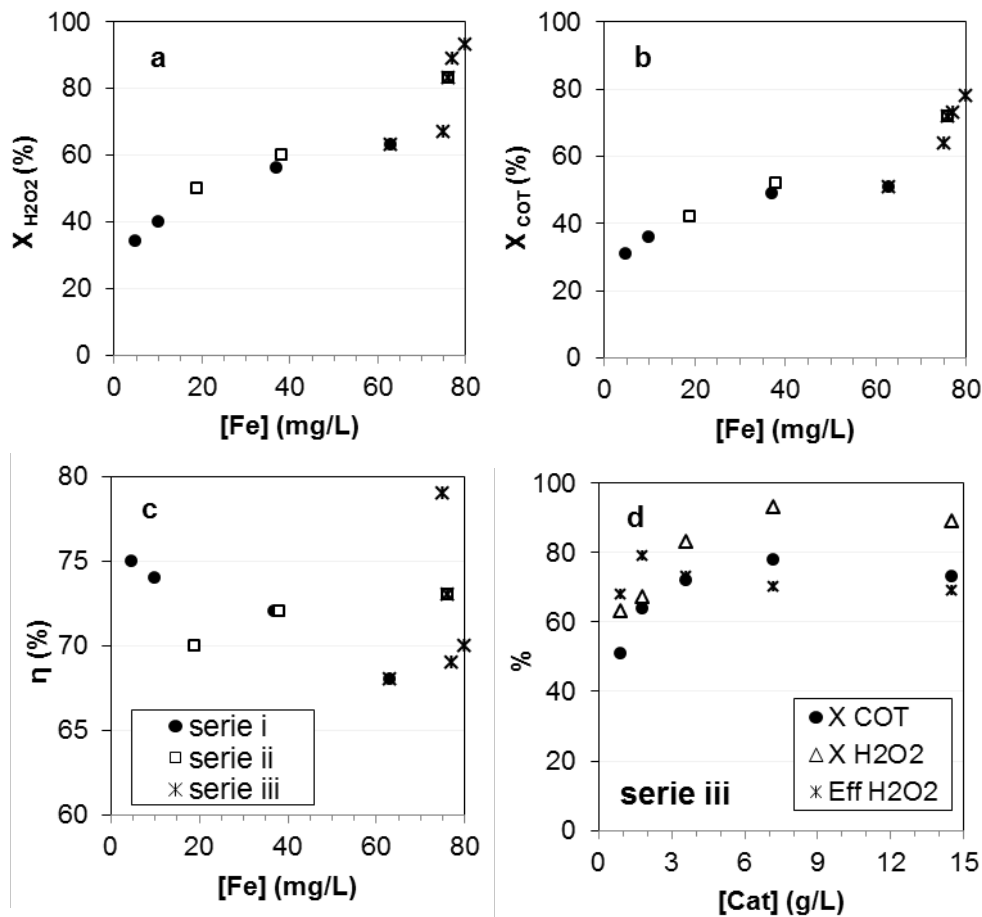 a
X H2O2 (%)
100
80
60
40
20
0
0 20 40 60 80
[Fe] (mg/L)
b
X COT (%)
100
80
60
40
20
0
0 20 40 60 80
[Fe] (mg/L)
c
η (%)
80
75
70
65
60
serie i
serie ii
serie iii
0 20 40 60 80
[Fe] (mg/L)
d
%
100
80
60
40
20
0
X COT
X H2O2
Eff H2O2
serie iii
0 3 6 9 12 15
[Cat] (g/L)